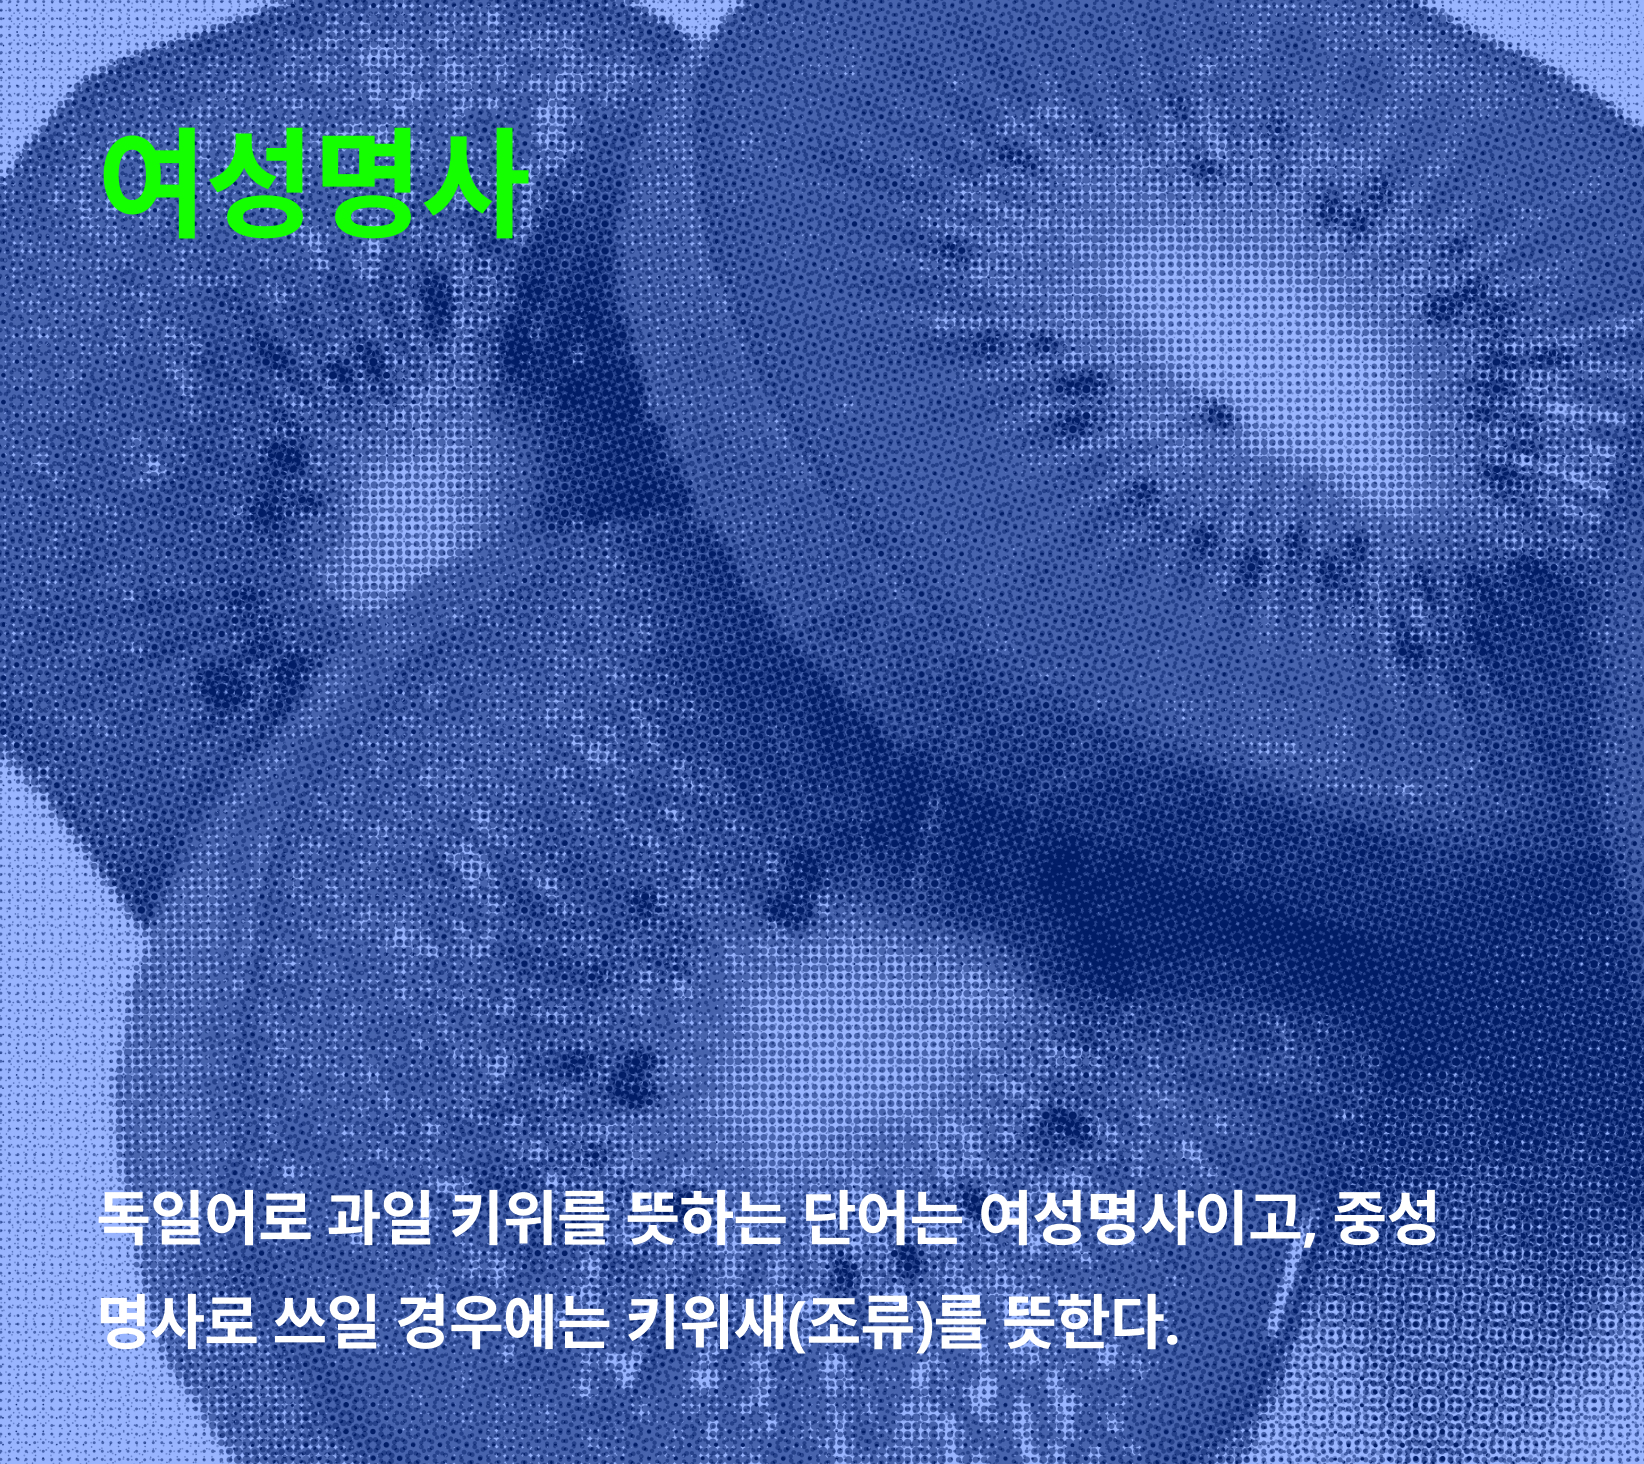 여성명사
독일어로 과일 키위를 뜻하는 단어는 여성명사이고, 중성
명사로 쓰일 경우에는 키위새(조류)를 뜻한다.